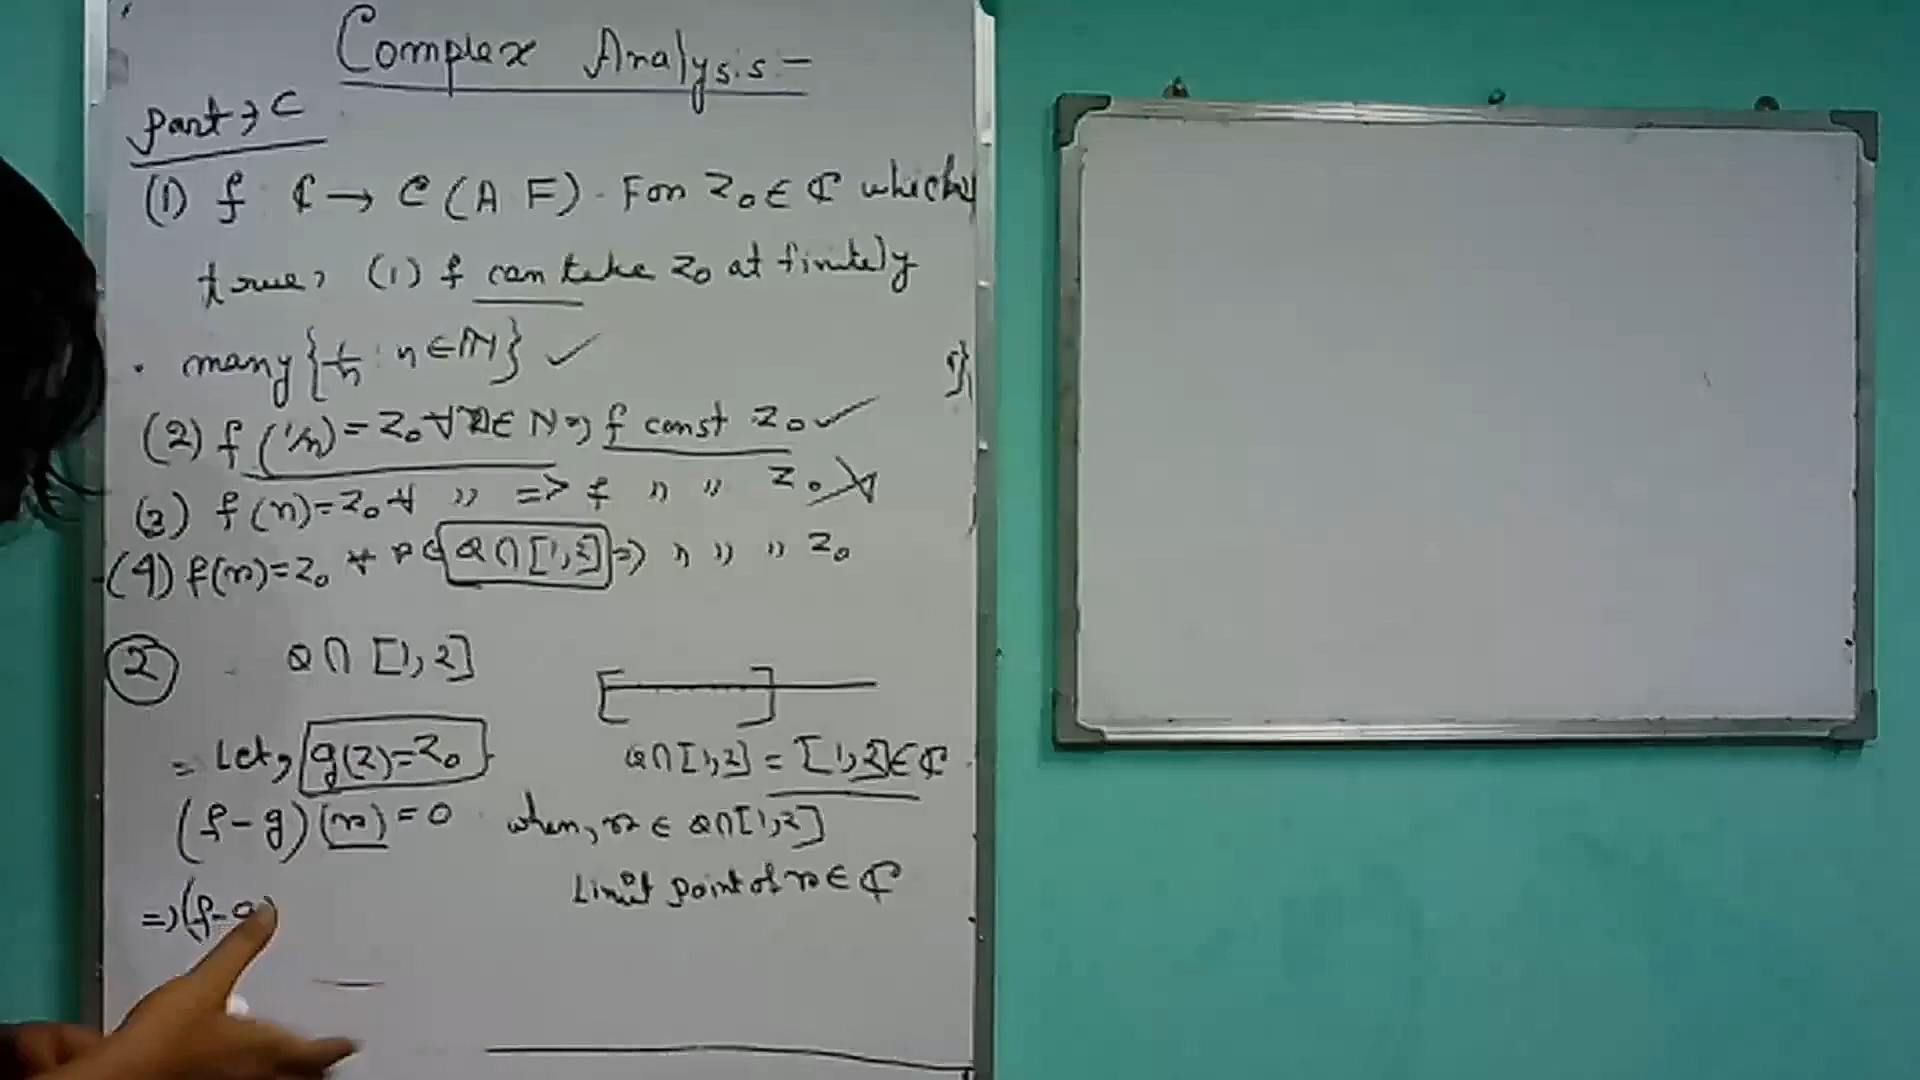 Complex Analysis -
Part → C
(1) f ₵ → C (A F). For Z₀ ∈ ₵ which
true, (1) f can take Z₀ at finitely
many {1/n : n ∈ IN} ✓
(2) f (1/n) = Z₀ ∀ n ∈ N => f const Z₀ ✓
(3) f (n) = Z₀ ∀ " => f " " Z₀
(4) f(r) = Z₀ ∀ r ∈ Q ∩ [1, 2] => " " " Z₀
2 Q ∩ [1, 2]
= Let, g(z) = Z₀
Q ∩ [1, 2] = [1, 2] ∈ ₵
(f - g) (r) = 0 when, r ∈ Q ∩ [1, 2]
Limit point of r ∈ ₵
=> (f - g)